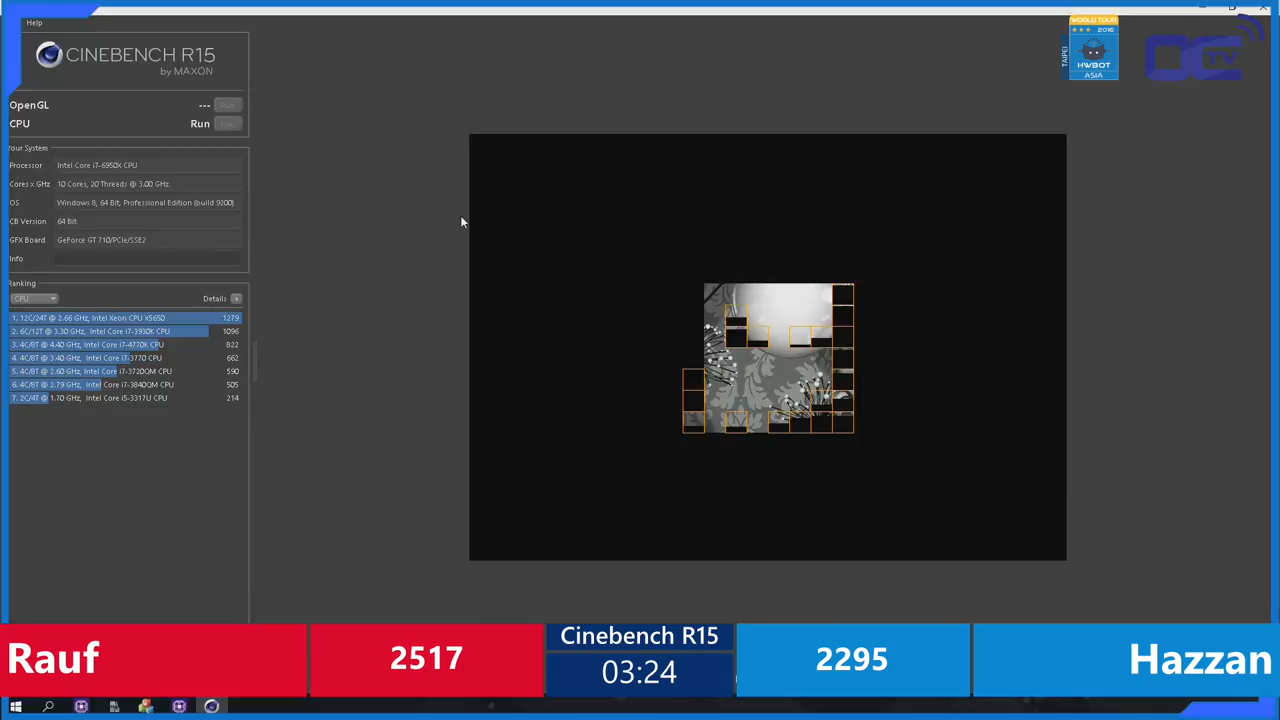 Help
CINEBENCH R15
by MAXON
OpenGL --- Run
CPU Run Run
Your System
Processor Intel Core i7-6950X CPU
Cores x GHz 10 Cores, 20 Threads @ 3.00 GHz
OS Windows 8, 64 Bit, Professional Edition (build 9200)
CB Version 64 Bit
GFX Board GeForce GT 710/PCIe/SSE2
Info
Ranking
CPU Details +
1. 12C/24T @ 2.66 GHz, Intel Xeon CPU X5650 1279
2. 6C/12T @ 3.30 GHz, Intel Core i7-3930K CPU 1096
3. 4C/8T @ 4.40 GHz, Intel Core i7-4770K CPU 822
4. 4C/8T @ 3.40 GHz, Intel Core i7-3770 CPU 662
5. 4C/8T @ 2.60 GHz, Intel Core i7-3720QM CPU 590
6. 4C/8T @ 2.79 GHz, Intel Core i7-3840QM CPU 505
7. 2C/4T @ 1.70 GHz, Intel Core i5-3317U CPU 214
WORLD TOUR
2016
TAIPEI
HWBOT
ASIA
OC TV
Rauf
2517
Cinebench R15
03:24
2295
Hazzan